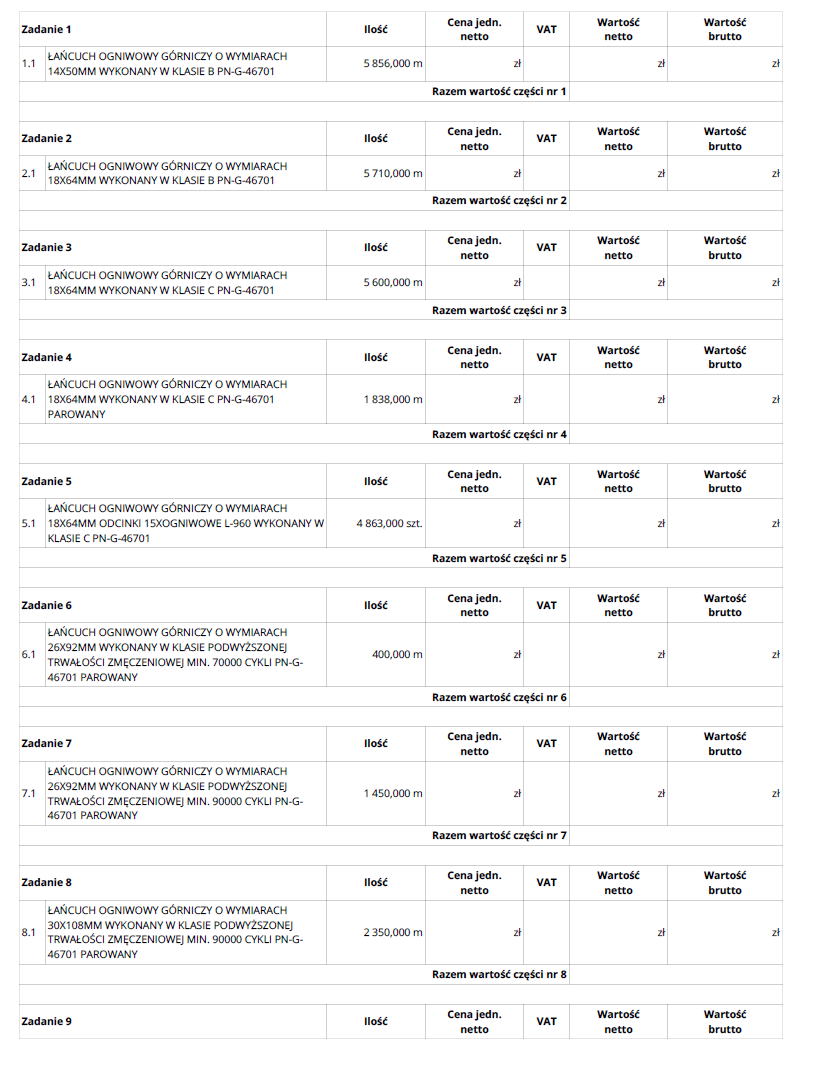 Zadanie 1 Ilość Cena jedn. netto VAT Wartość netto Wartość brutto
1.1 ŁAŃCUCH OGNIWOWY GÓRNICZY O WYMIARACH
14X50MM WYKONANY W KLASIE B PN-G-46701 5 856,000 m zł zł zł
Razem wartość części nr 1
Zadanie 2 Ilość Cena jedn. netto VAT Wartość netto Wartość brutto
2.1 ŁAŃCUCH OGNIWOWY GÓRNICZY O WYMIARACH
18X64MM WYKONANY W KLASIE B PN-G-46701 5 710,000 m zł zł zł
Razem wartość części nr 2
Zadanie 3 Ilość Cena jedn. netto VAT Wartość netto Wartość brutto
3.1 ŁAŃCUCH OGNIWOWY GÓRNICZY O WYMIARACH
18X64MM WYKONANY W KLASIE C PN-G-46701 5 600,000 m zł zł zł
Razem wartość części nr 3
Zadanie 4 Ilość Cena jedn. netto VAT Wartość netto Wartość brutto
ŁAŃCUCH OGNIWOWY GÓRNICZY O WYMIARACH
4.1 18X64MM WYKONANY W KLASIE C PN-G-46701 1 838,000 m zł zł zł
PAROWANY
Razem wartość części nr 4
Zadanie 5 Ilość Cena jedn. netto VAT Wartość netto Wartość brutto
ŁAŃCUCH OGNIWOWY GÓRNICZY O WYMIARACH
5.1 18X64MM ODCINKI 15XOGNIWOWE L-960 WYKONANY W 4 863,000 szt. zł zł zł
KLASIE C PN-G-46701
Razem wartość części nr 5
Zadanie 6 Ilość Cena jedn. netto VAT Wartość netto Wartość brutto
ŁAŃCUCH OGNIWOWY GÓRNICZY O WYMIARACH
26X92MM WYKONANY W KLASIE PODWYŻSZONEJ
6.1 TRWAŁOŚCI ZMĘCZENIOWEJ MIN. 70000 CYKLI PN-G- 400,000 m zł zł zł
46701 PAROWANY
Razem wartość części nr 6
Zadanie 7 Ilość Cena jedn. netto VAT Wartość netto Wartość brutto
ŁAŃCUCH OGNIWOWY GÓRNICZY O WYMIARACH
26X92MM WYKONANY W KLASIE PODWYŻSZONEJ
7.1 TRWAŁOŚCI ZMĘCZENIOWEJ MIN. 90000 CYKLI PN-G- 1 450,000 m zł zł zł
46701 PAROWANY
Razem wartość części nr 7
Zadanie 8 Ilość Cena jedn. netto VAT Wartość netto Wartość brutto
ŁAŃCUCH OGNIWOWY GÓRNICZY O WYMIARACH
30X108MM WYKONANY W KLASIE PODWYŻSZONEJ
8.1 TRWAŁOŚCI ZMĘCZENIOWEJ MIN. 90000 CYKLI PN-G- 2 350,000 m zł zł zł
46701 PAROWANY
Razem wartość części nr 8
Zadanie 9 Ilość Cena jedn. netto VAT Wartość netto Wartość brutto